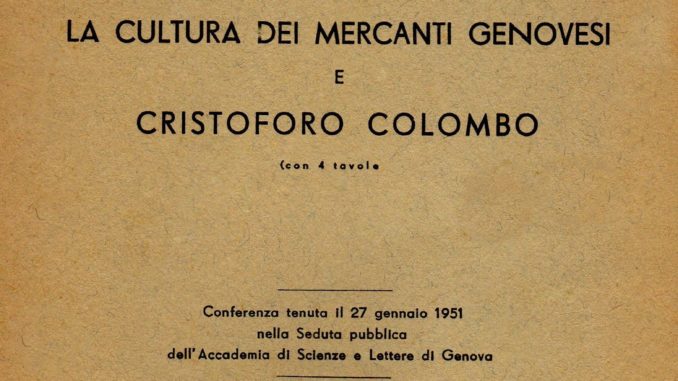 LA CULTURA DEI MERCANTI GENOVESI
E
CRISTOFORO COLOMBO
(con 4 tavole
Conferenza tenuta il 27 gennaio 1951
nella Seduta pubblica
dell'Accademia di Scienze e Lettere di Genova